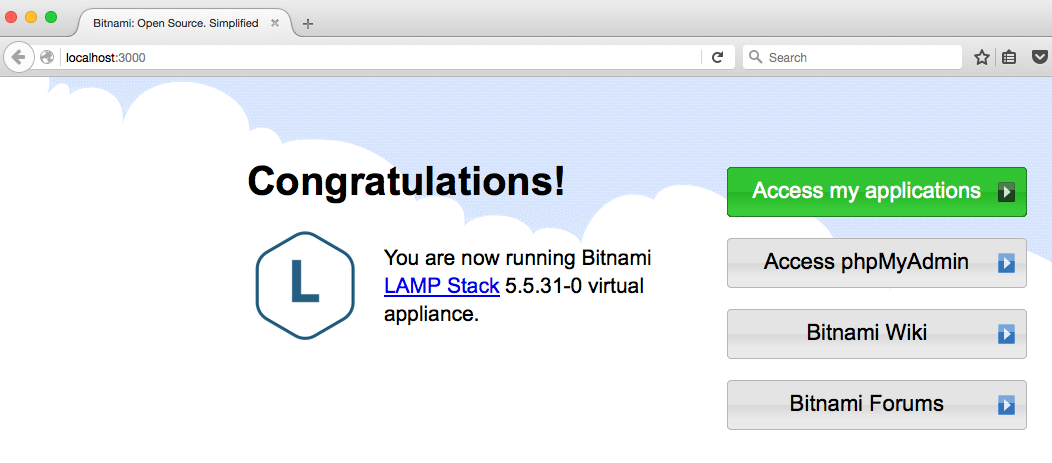 Bitnami: Open Source. Simplified
localhost:3000
Search
Congratulations!
L
You are now running Bitnami
LAMP Stack 5.5.31-0 virtual
appliance.
Access my applications
Access phpMyAdmin
Bitnami Wiki
Bitnami Forums